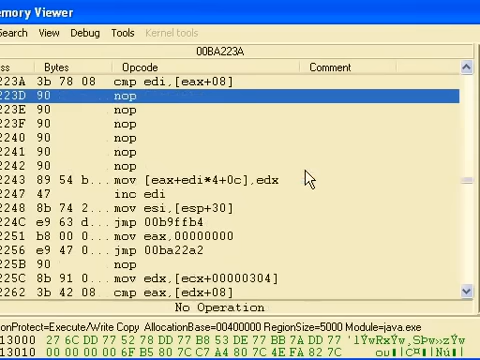 emory Viewer
Search View Debug Tools Kernel tools
00BA223A
ss Bytes Opcode Comment
223A 3b 78 08 cmp edi,[eax+08]
223D 90 nop
223E 90 nop
223F 90 nop
2240 90 nop
2241 90 nop
2242 90 nop
2243 89 54 b... mov [eax+edi*4+0c],edx
2247 47 inc edi
2248 8b 74 2... mov esi,[esp+30]
224C e9 63 d... jmp 00b9ffb4
2251 b8 00 0... mov eax,00000000
2256 e9 47 0... jmp 00ba22a2
225B 90 nop
225C 8b 91 0... mov edx,[ecx+00000304]
2262 3b 42 08 cmp eax,[edx+08]
No Operation
ionProtect=Execute/Write Copy AllocationBase=00400000 RegionSize=5000 Module=java.exe
13000 27 6C DD 77 52 78 DD 77 B8 53 DE 77 BB 7A DD 77 'lÝwRxÝw¸SÞw»zÝw
13010 00 00 00 00 6F B5 80 7C C7 A4 80 7C 4E FA 82 7C